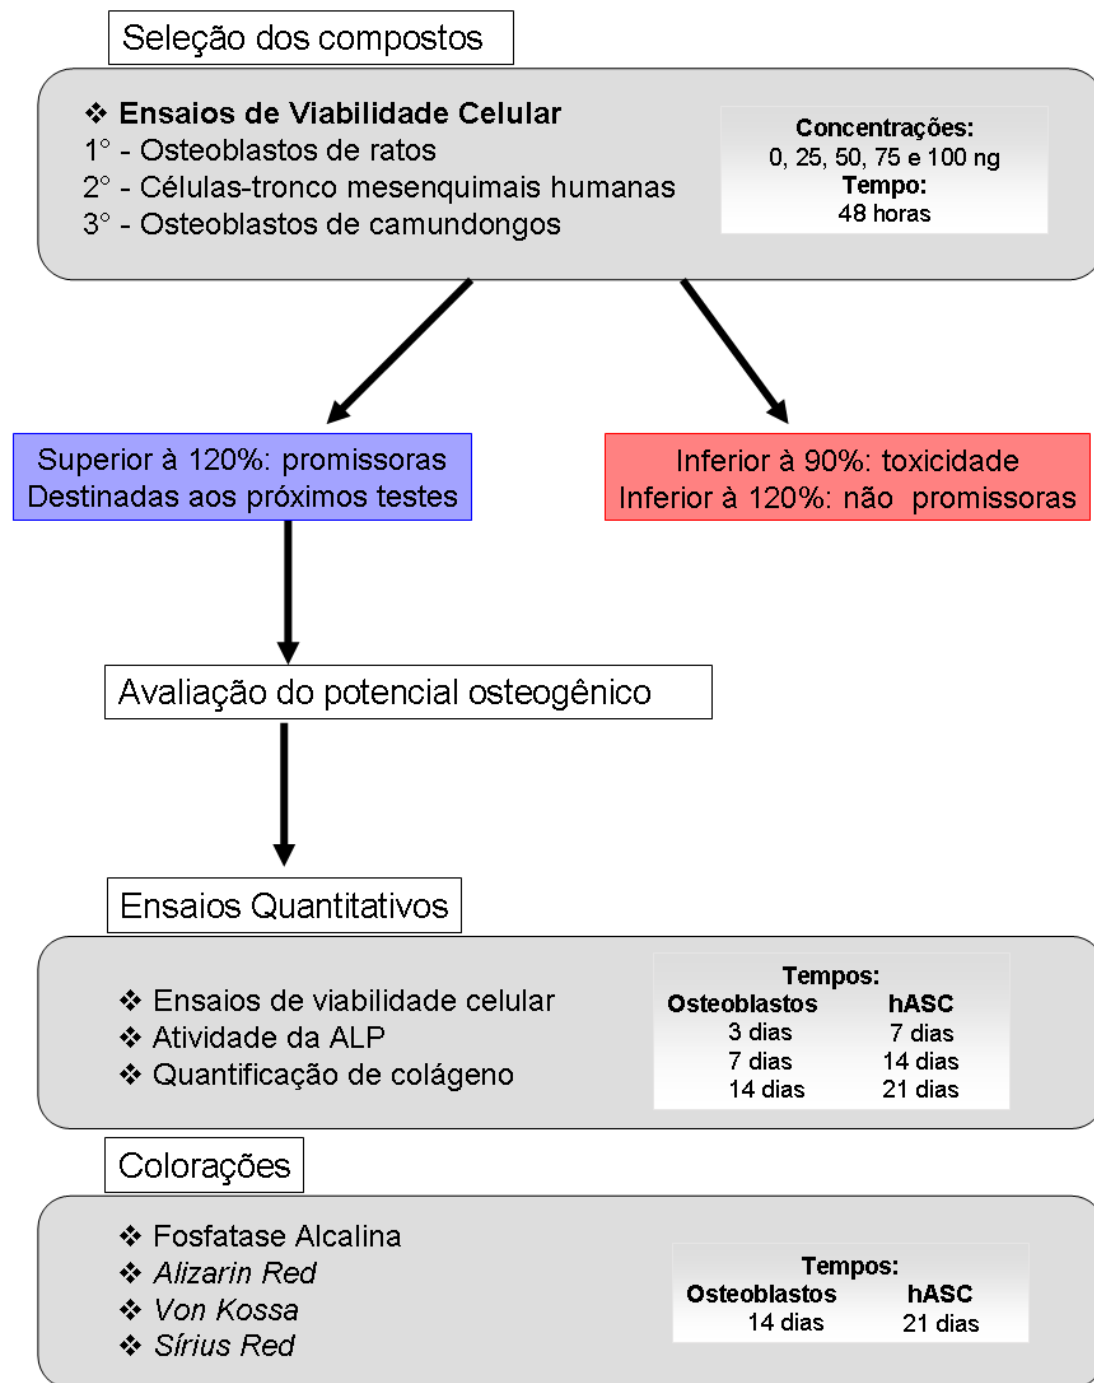 Seleção dos compostos
❖ Ensaios de Viabilidade Celular
1° - Osteoblastos de ratos
2° - Células-tronco mesenquimais humanas
3° - Osteoblastos de camundongos
Concentrações:
0, 25, 50, 75 e 100 ng
Tempo:
48 horas
Superior à 120%: promissoras
Destinadas aos próximos testes
Inferior à 90%: toxicidade
Inferior à 120%: não promissoras
Avaliação do potencial osteogênico
Ensaios Quantitativos
❖ Ensaios de viabilidade celular
❖ Atividade da ALP
❖ Quantificação de colágeno
Tempos:
Osteoblastos hASC
3 dias 7 dias
7 dias 14 dias
14 dias 21 dias
Colorações
❖ Fosfatase Alcalina
❖ Alizarin Red
❖ Von Kossa
❖ Sírius Red
Tempos:
Osteoblastos hASC
14 dias 21 dias